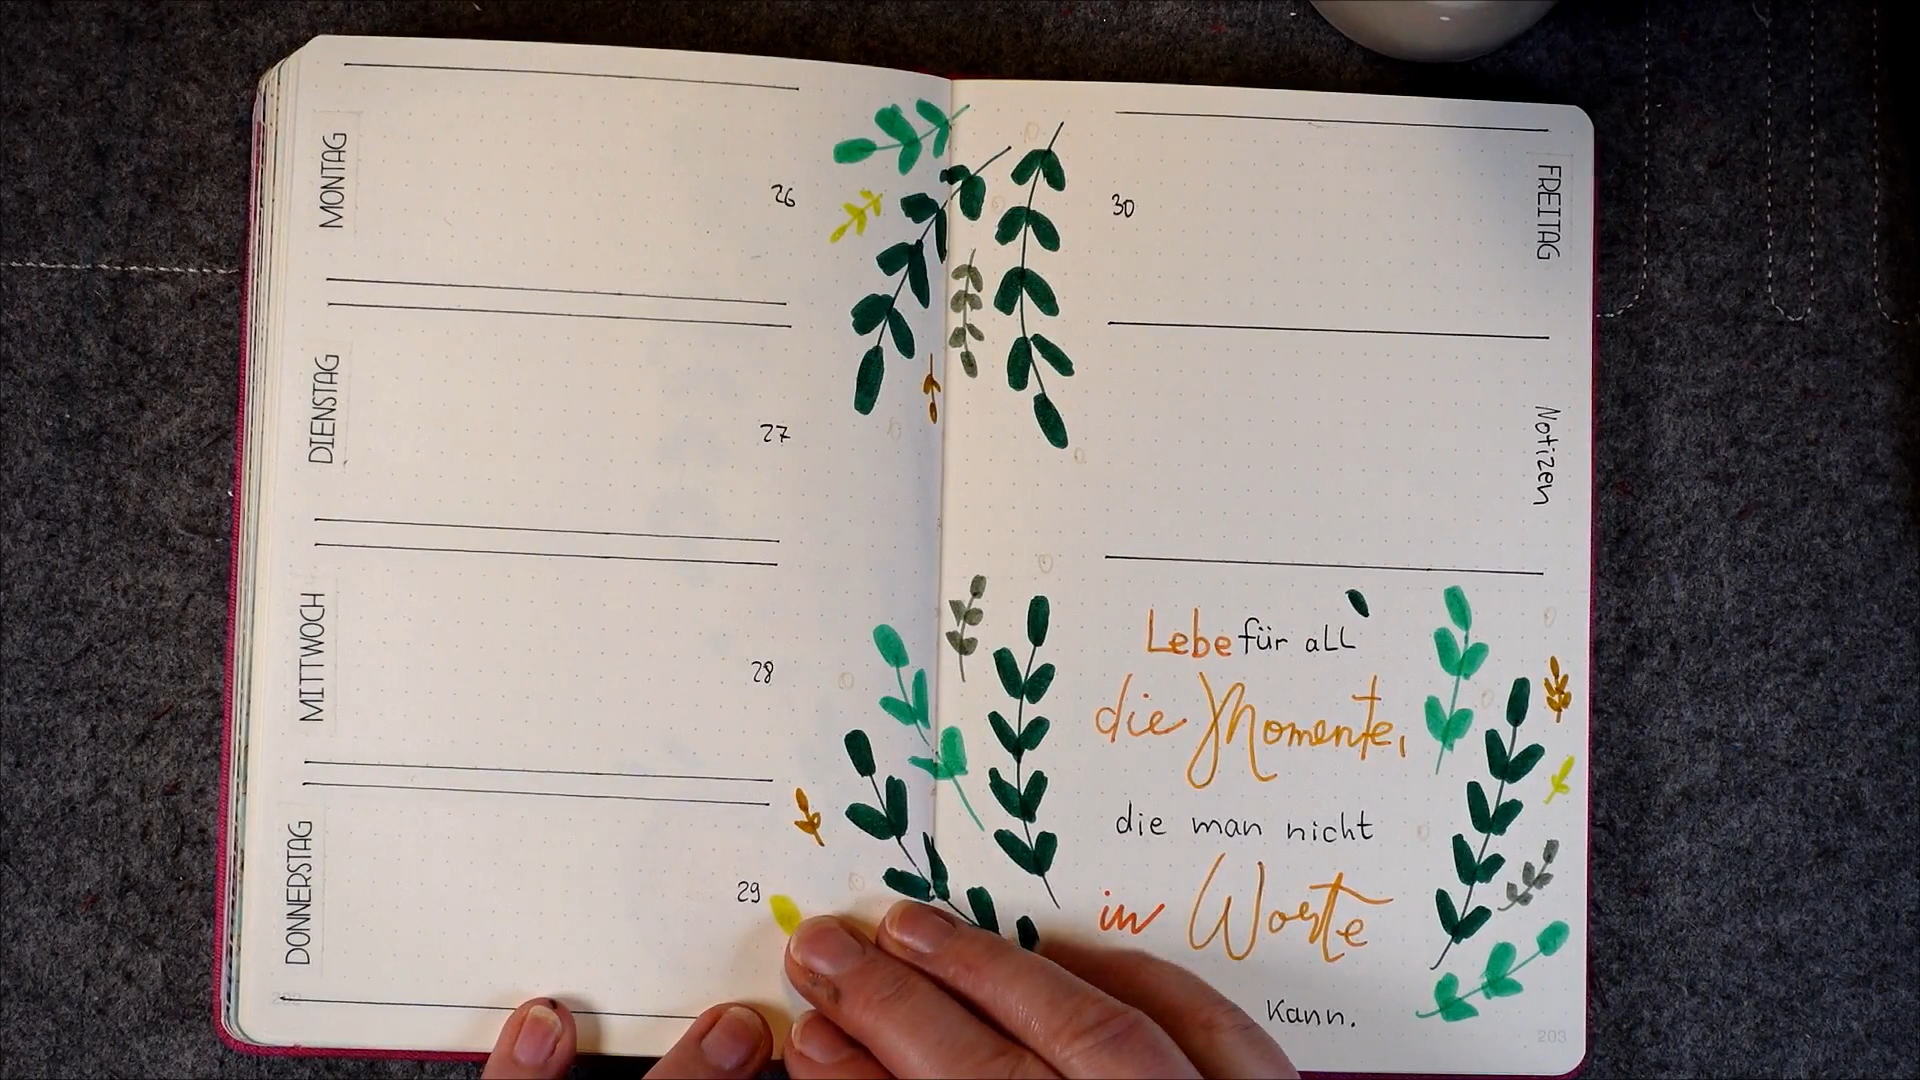 MONTAG
26
DIENSTAG
27
MITTWOCH
28
DONNERSTAG
29
30
FREITAG
Notizen
Lebe für all
die Momente,
die man nicht
in Worte
Kann.
203